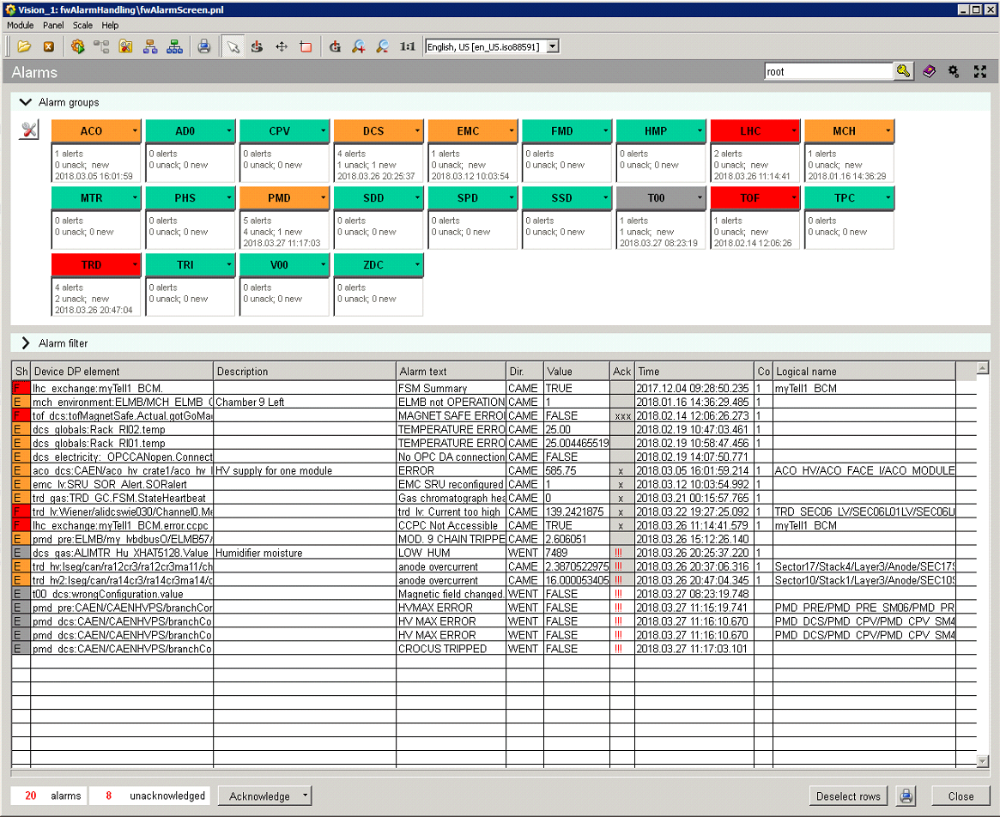 Vision_1: fwAlarmHandling\fwAlarmScreen.pnl
Module Panel Scale Help
1:1 English, US [en_US.iso88591]
Alarms root
Alarm groups
ACO AD0 CPV DCS EMC FMD HMP LHC MCH
1 alerts 0 alerts 0 alerts 4 alerts 1 alerts 0 alerts 0 alerts 2 alerts 1 alerts
0 unack; new 0 unack; 0 new 0 unack; 0 new 1 unack; 1 new 0 unack; new 0 unack; 0 new 0 unack; 0 new 0 unack; new 0 unack; new
2018.03.05 16:01:59 2018.03.26 20:25:37 2018.03.12 10:03:54 2018.03.26 11:14:41 2018.01.16 14:36:29
MTR PHS PMD SDD SPD SSD T00 TOF TPC
0 alerts 0 alerts 5 alerts 0 alerts 0 alerts 0 alerts 1 alerts 1 alerts 0 alerts
0 unack; 0 new 0 unack; 0 new 4 unack; 1 new 0 unack; 0 new 0 unack; 0 new 0 unack; 0 new 1 unack; new 0 unack; new 0 unack; 0 new
2018.03.27 11:17:03 2018.03.27 08:23:19 2018.02.14 12:06:26
TRD TRI V00 ZDC
4 alerts 0 alerts 0 alerts 0 alerts
2 unack; new 0 unack; 0 new 0 unack; 0 new 0 unack; 0 new
2018.03.26 20:47:04
Alarm filter
Sh Device DP element Description Alarm text Dir. Value Ack Time Co Logical name
F lhc_exchange:myTell1_BCM. FSM Summary CAME TRUE 2017.12.04 09:28:50.235 1 myTell1_BCM
E mch_environment:ELMB/MCH_ELMB_ Chamber 9 Left ELMB not OPERATION CAME 1 2018.01.16 14:36:29.485 1
F tof_dcs:tofMagnetSafe.Actual.gotGoMa MAGNET SAFE ERRO CAME FALSE xxx 2018.02.14 12:06:26.273 1
E dcs_globals:Rack_RI02.temp TEMPERATURE ERRO CAME 25.00 2018.02.19 10:47:03.461 1
E dcs_globals:Rack_RI01.temp TEMPERATURE ERRO CAME 25.004465519 2018.02.19 10:58:47.456 1
E dcs_electricity:_OPCCANopen.Connect No OPC DA connection CAME FALSE 2018.02.19 14:07:50.771
E aco_dcs:CAEN/aco_hv_crate1/aco_hv_ HV supply for one module ERROR CAME 585.75 x 2018.03.05 16:01:59.214 1 ACO_HV/ACO_FACE_I/ACO_MODULE
E emc_lv:SRU_SOR_Alert.SORalert EMC SRU reconfigured CAME 1 x 2018.03.12 10:03:54.992 1
E trd_gas:TRD_GC.FSM.StateHeartbeat Gas chromatograph hea CAME 0 x 2018.03.21 00:15:57.765 1
F trd_lv:Wiener/alidcswie030/Channel0.Me trd_lv: Current too high CAME 139.2421875 x 2018.03.22 19:27:25.092 1 TRD_SEC06_LV/SEC06L01LV/SEC06L
F lhc_exchange:myTell1_BCM.error.ccpc CCPC Not Accessible CAME TRUE x 2018.03.26 11:14:41.579 1 myTell1_BCM
E pmd_pre:ELMB/my_lvbdbusO/ELMB57/ MOD. 9 CHAIN TRIPPE CAME 2.606051 2018.03.26 15:12:26.140
E dcs_gas:ALIMTR_Hu_XHAT5128.Value Humidifier moisture LOW_HUM WENT 7489 !!! 2018.03.26 20:25:37.220 1
E trd_hv:Iseg/can/ra12cr3/ra12cr3ma11/ch anode overcurrent CAME 2.3870522975 !!! 2018.03.26 20:37:06.316 1 Sector17/Stack4/Layer3/Anode/SEC17S
E trd_hv2:Iseg/can/ra14cr3/ra14cr3ma14/c anode overcurrent CAME 16.000053405 !!! 2018.03.26 20:47:04.345 1 Sector10/Stack1/Layer3/Anode/SEC10S
E t00_dcs:wrongConfiguration.value Magnetic field changed. WENT FALSE !!! 2018.03.27 08:23:19.748
E pmd_pre:CAEN/CAENHVPS/branchCor HVMAX ERROR WENT FALSE !!! 2018.03.27 11:15:19.741 PMD_PRE/PMD_PRE_SM06/PMD_PR
E pmd_dcs:CAEN/CAENHVPS/branchCo HV MAX ERROR WENT FALSE !!! 2018.03.27 11:16:10.670 PMD_DCS/PMD_CPV/PMD_CPV_SM4
E pmd_dcs:CAEN/CAENHVPS/branchCo HV MAX ERROR WENT FALSE !!! 2018.03.27 11:16:10.670 PMD_DCS/PMD_CPV/PMD_CPV_SM4
E pmd_dcs:CAEN/CAENHVPS/branchCo CROCUS TRIPPED WENT FALSE !!! 2018.03.27 11:17:03.101
20 alarms 8 unacknowledged Acknowledge Deselect rows Close